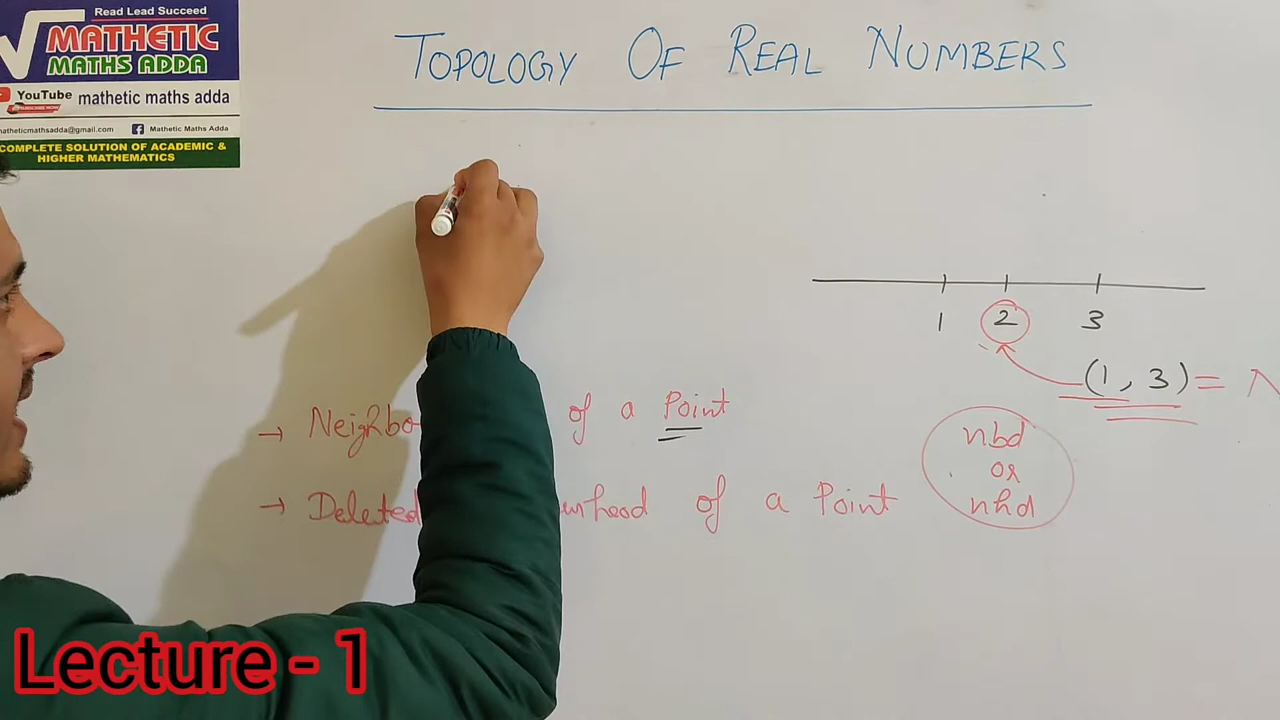 Read Lead Succeed
MATHETIC
MATHS ADDA
YouTube mathetic maths adda
SUBSCRIBE NOW
matheticmathsadda@gmail.com Mathetic Maths Adda
COMPLETE SOLUTION OF ACADEMIC &
HIGHER MATHEMATICS
TOPOLOGY OF REAL NUMBERS
1 2 3
(1, 3) = N
→ Neighbo of a Point
nbd
or
nhd
→ Deleted urhood of a Point
Lecture - 1